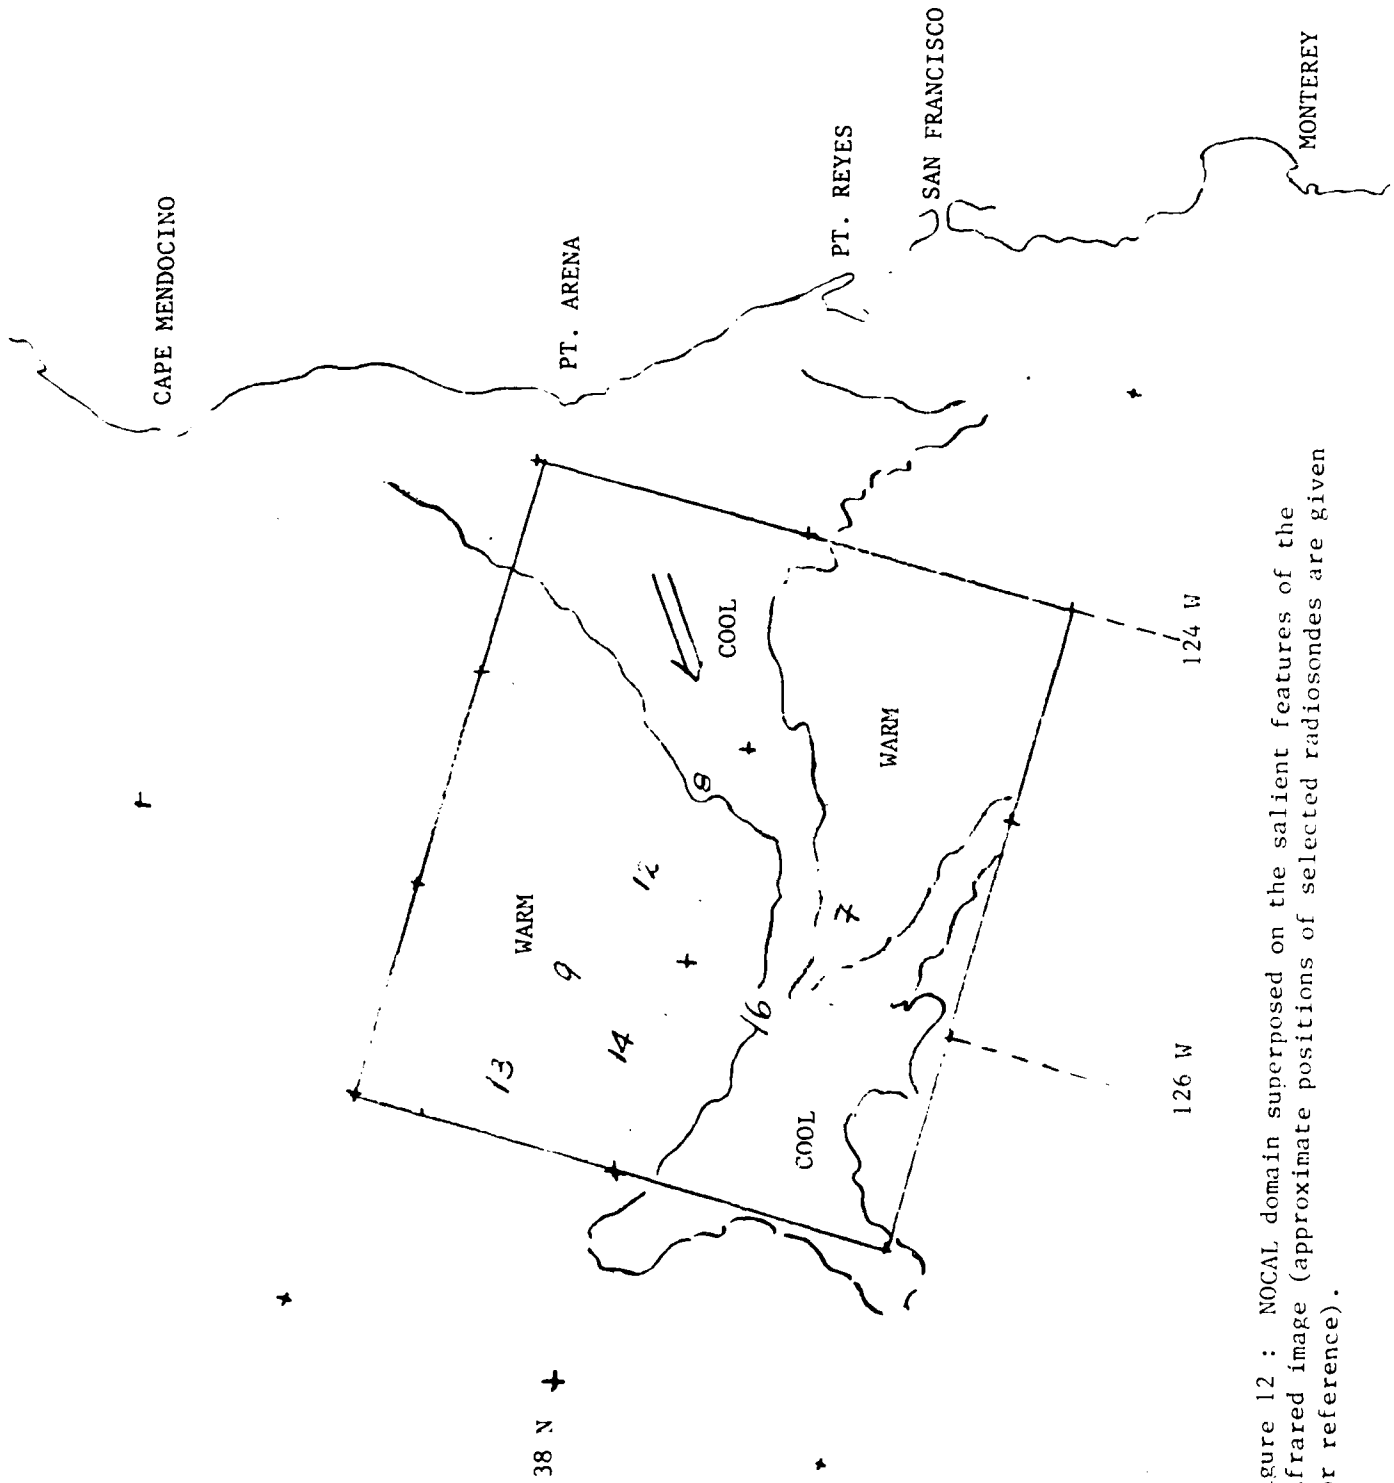 CAPE MENDOCINO
PT. ARENA
PT. REYES
SAN FRANCISCO
MONTEREY
COOL
8
WARM
WARM
12
9
7
16
14
13
COOL
38 N
124 W
126 W
gure 12 : NOCAL domain superposed on the salient features of the
frared image (approximate positions of selected radiosondes are given
or reference).